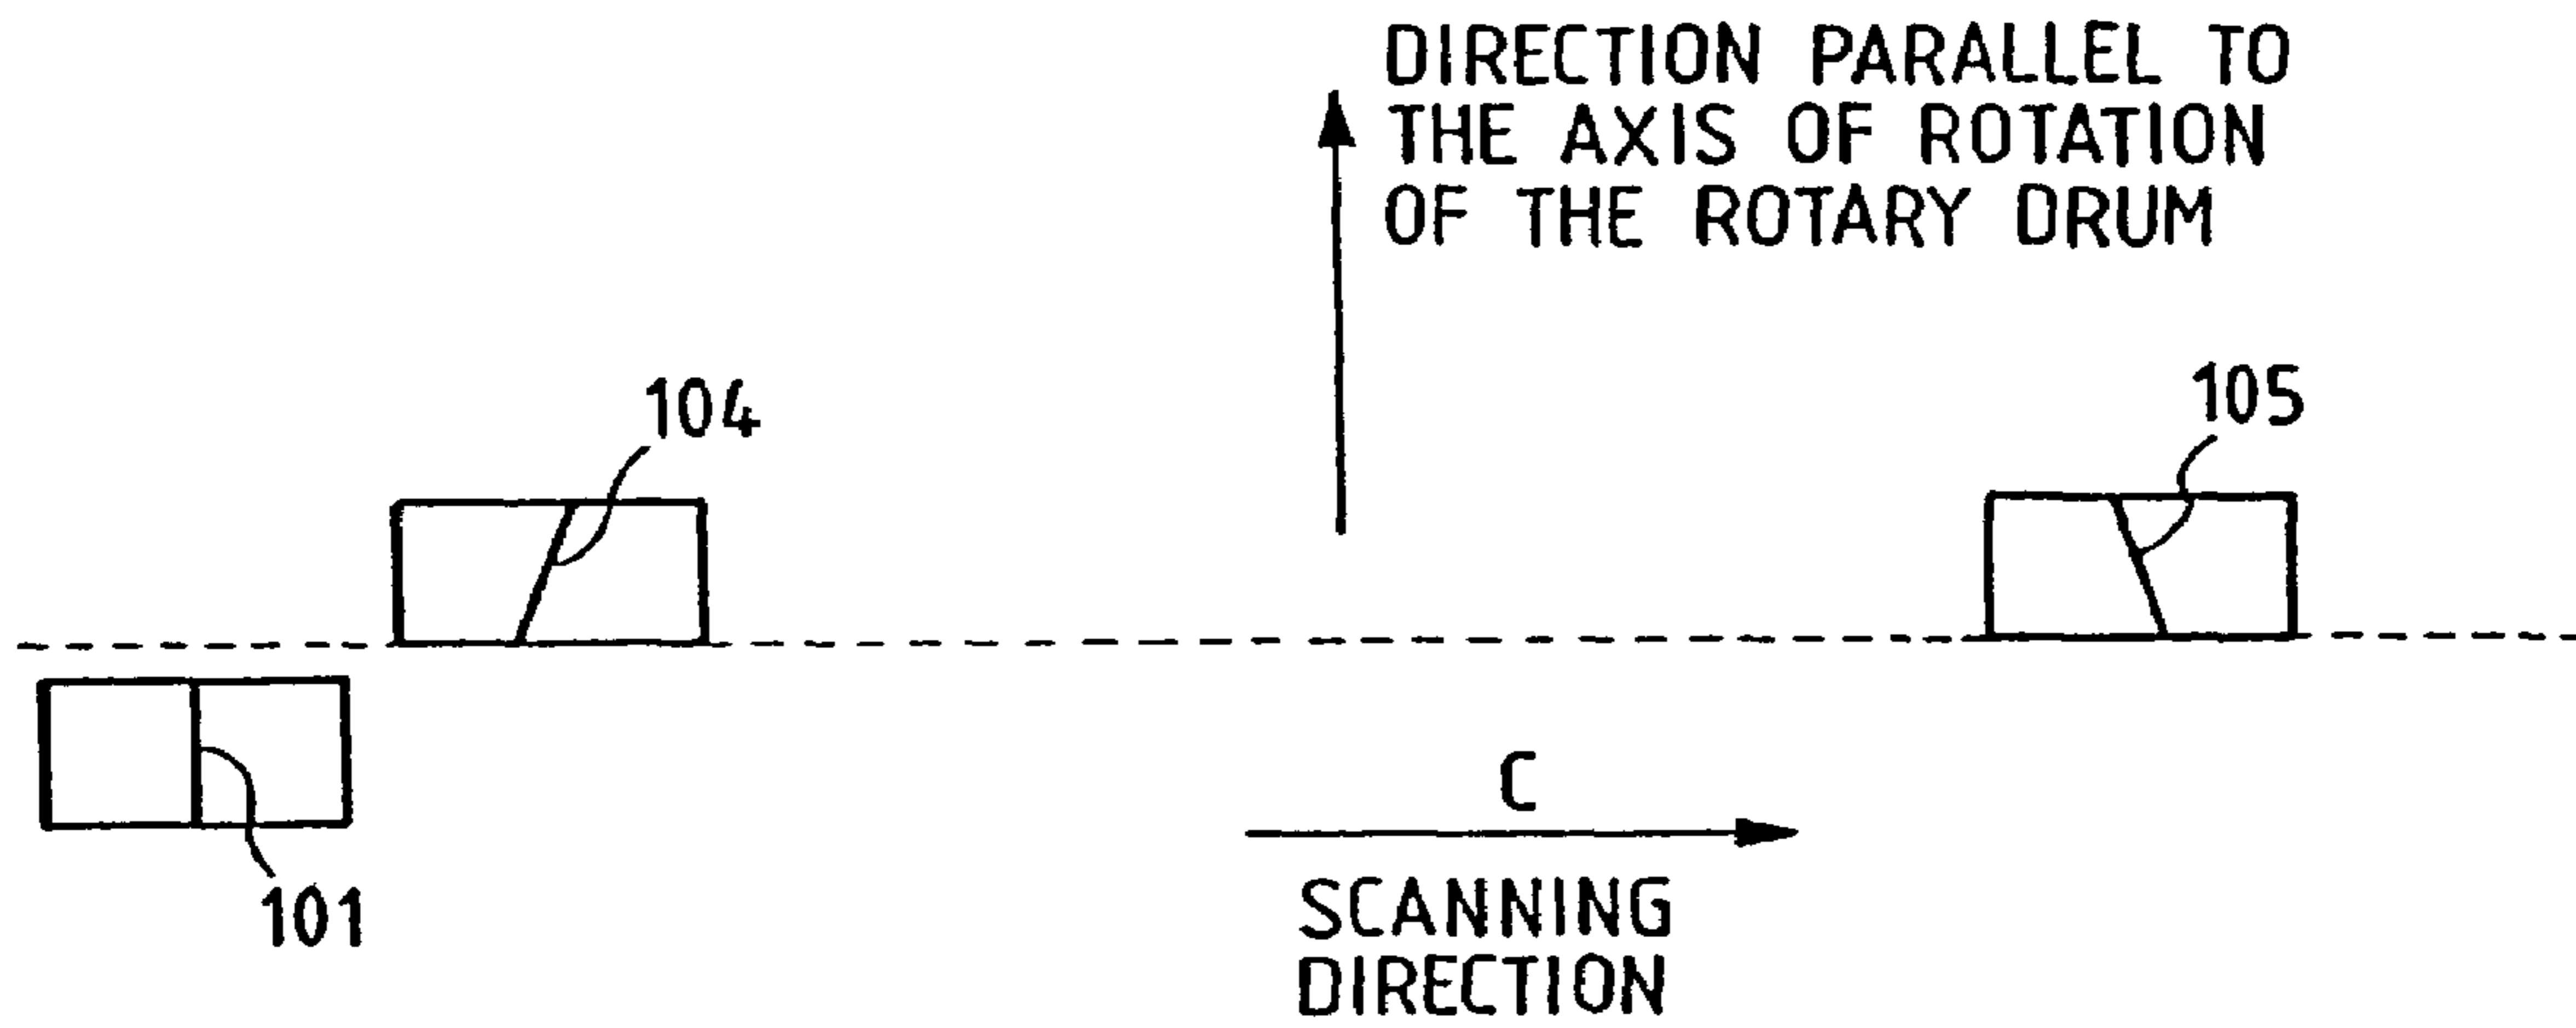 DIRECTION PARALLEL TO
THE AXIS OF ROTATION
OF THE ROTARY DRUM
104
105
101
C
SCANNING
DIRECTION